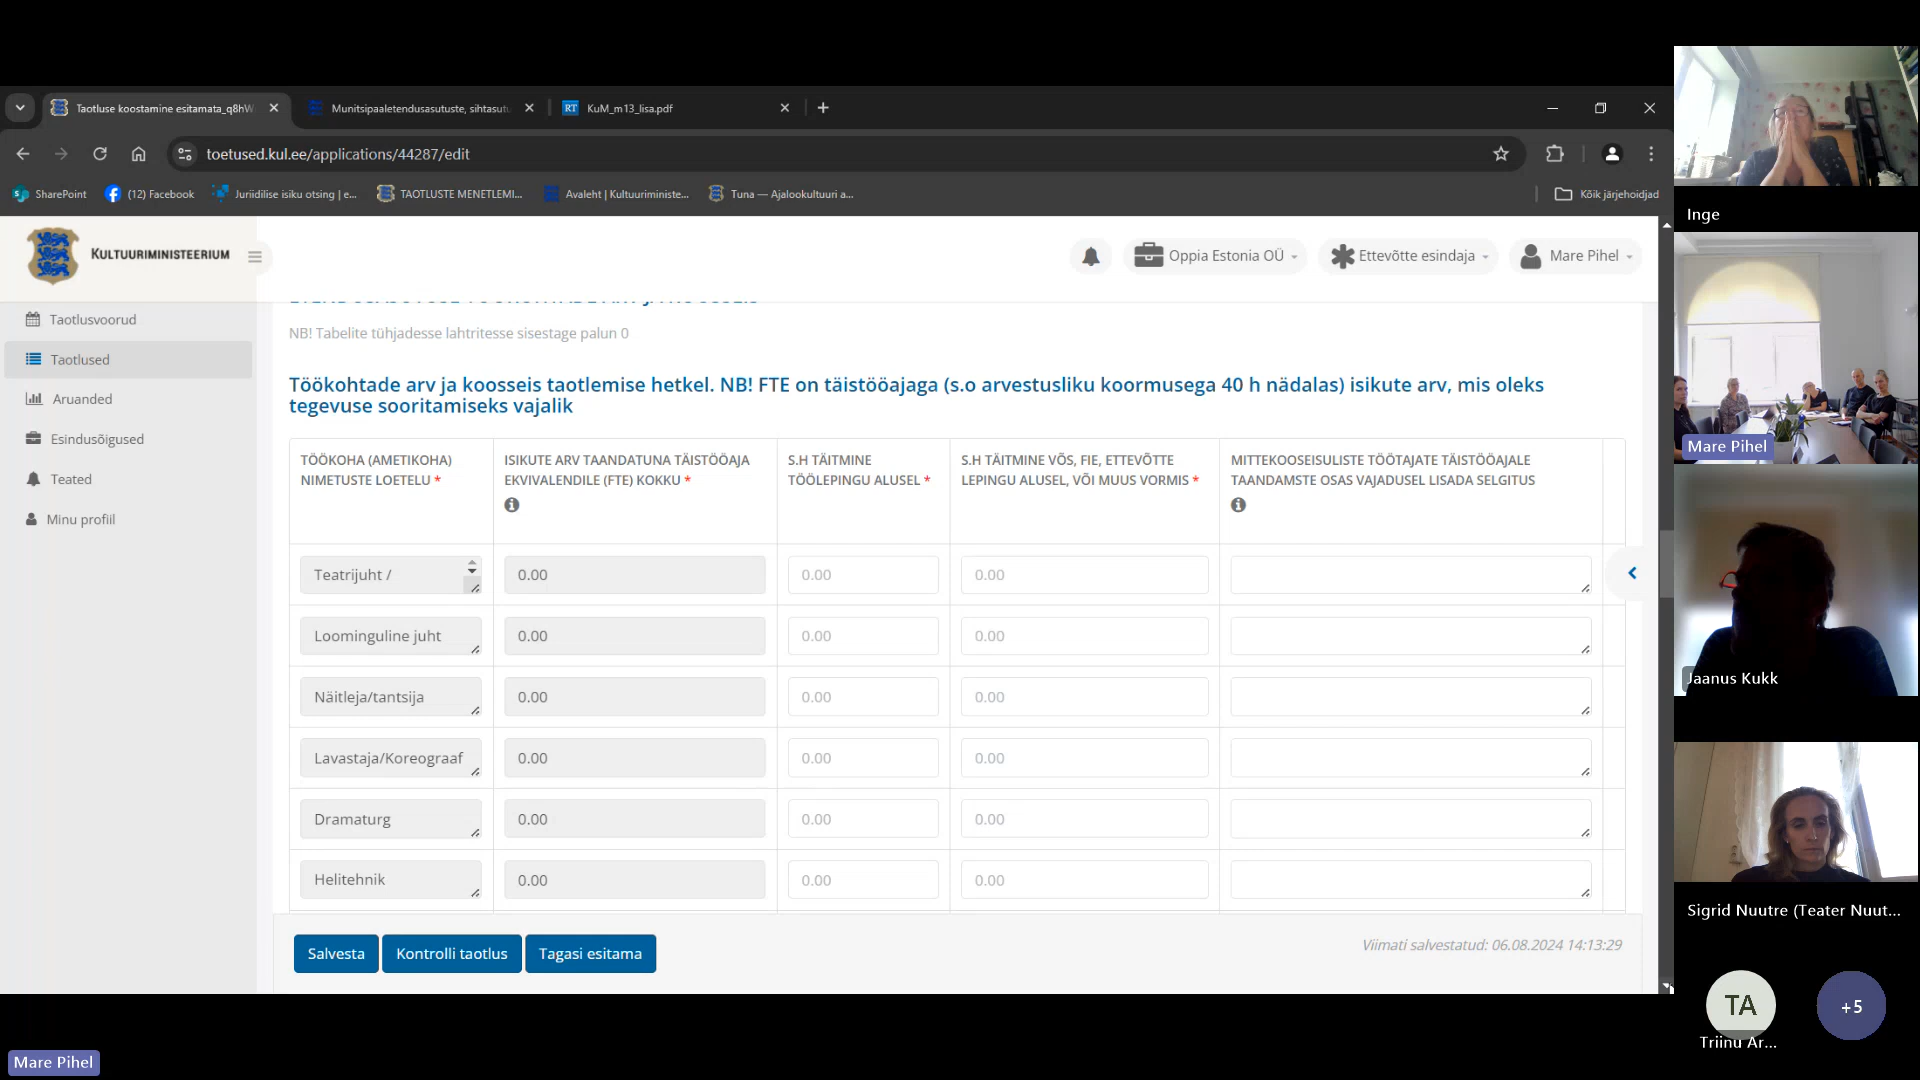 Taotluse koostamine esitamata_q8hW
Munitsipaaletendusasutuste, sihtasutu
RT KuM_m13_lisa.pdf
toetused.kul.ee/applications/44287/edit
SharePoint
(12) Facebook
Juriidilise isiku otsing | e...
TAOTLUSTE MENETLEMI...
Avaleht | Kultuuriministe...
Tuna — Ajalookultuuri a...
Kõik järjehoidjad
KULTUURIMINISTEERIUM
Oppia Estonia OÜ
Ettevõtte esindaja
Mare Pihel
Taotlusvoorud
Taotlused
Aruanded
Esindusõigused
Teated
Minu profiil
NB! Tabelite tühjadesse lahtritesse sisestage palun 0
Töökohtade arv ja koosseis taotlemise hetkel. NB! FTE on täistööajaga (s.o arvestusliku koormusega 40 h nädalas) isikute arv, mis oleks
tegevuse sooritamiseks vajalik
TÖÖKOHA (AMETIKOHA)
NIMETUSTE LOETELU *
ISIKUTE ARV TAANDATUNA TÄISTÖÖAJA
EKVIVALENDILE (FTE) KOKKU *
S.H TÄITMINE
TÖÖLEPINGU ALUSEL *
S.H TÄITMINE VÕS, FIE, ETTEVÕTTE
LEPINGU ALUSEL, VÕI MUUS VORMIS *
MITTEKOOSEISULISTE TÖÖTAJATE TÄISTÖÖAJALE
TAANDAMSTE OSAS VAJADUSEL LISADA SELGITUS
Teatrijuht / 0.00 0.00 0.00
Loominguline juht 0.00 0.00 0.00
Näitleja/tantsija 0.00 0.00 0.00
Lavastaja/Koreograaf 0.00 0.00 0.00
Dramaturg 0.00 0.00 0.00
Helitehnik 0.00 0.00 0.00
Salvesta
Kontrolli taotlus
Tagasi esitama
Viimati salvestatud: 06.08.2024 14:13:29
Mare Pihel
Inge
Mare Pihel
Jaanus Kukk
Sigrid Nuutre (Teater Nuut...
TA
Triinu Ar...
+5